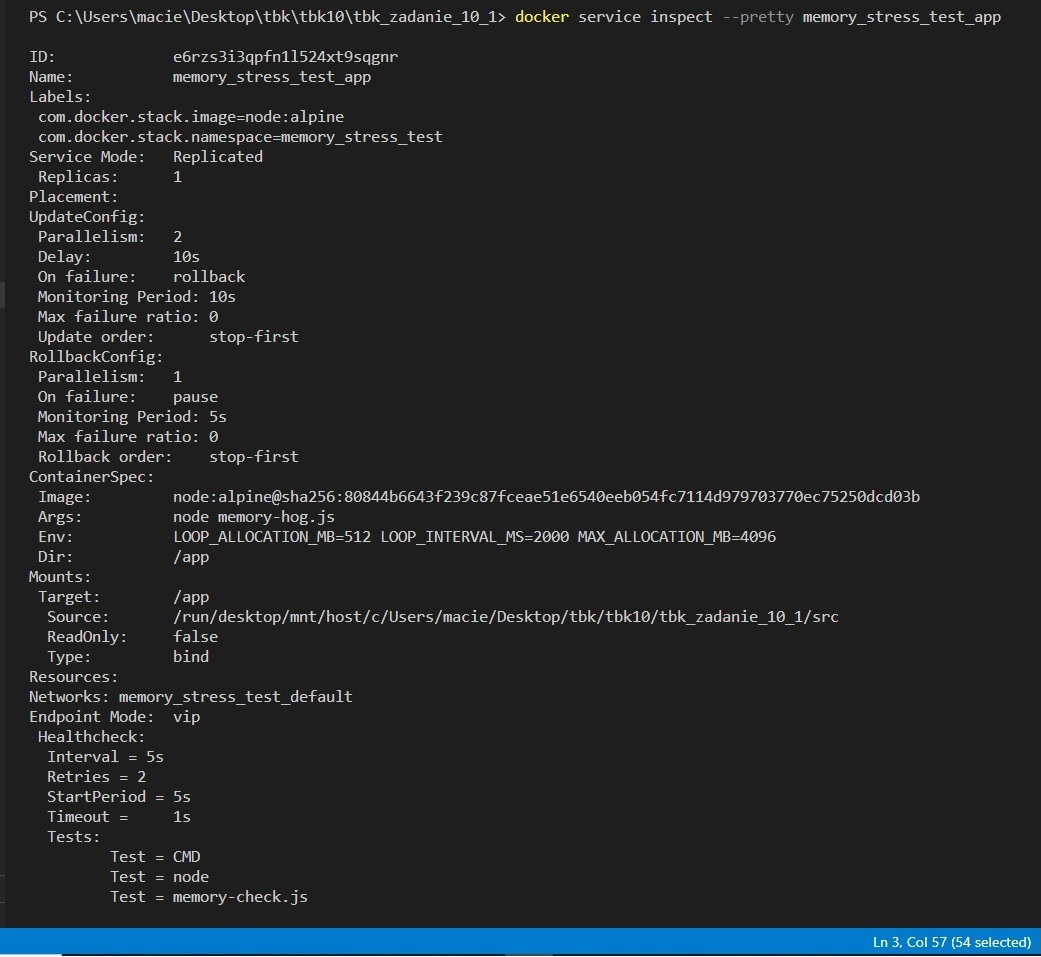 PS C:\Users\macie\Desktop\tbk\tbk10\tbk_zadanie_10_1> docker service inspect --pretty memory_stress_test_app
ID: e6rzs3i3qpfn1l524xt9sqgnr
Name: memory_stress_test_app
Labels:
com.docker.stack.image=node:alpine
com.docker.stack.namespace=memory_stress_test
Service Mode: Replicated
Replicas: 1
Placement:
UpdateConfig:
Parallelism: 2
Delay: 10s
On failure: rollback
Monitoring Period: 10s
Max failure ratio: 0
Update order: stop-first
RollbackConfig:
Parallelism: 1
On failure: pause
Monitoring Period: 5s
Max failure ratio: 0
Rollback order: stop-first
ContainerSpec:
Image: node:alpine@sha256:80844b6643f239c87fceae51e6540eeb054fc7114d979703770ec75250dcd03b
Args: node memory-hog.js
Env: LOOP_ALLOCATION_MB=512 LOOP_INTERVAL_MS=2000 MAX_ALLOCATION_MB=4096
Dir: /app
Mounts:
Target: /app
Source: /run/desktop/mnt/host/c/Users/macie/Desktop/tbk/tbk10/tbk_zadanie_10_1/src
ReadOnly: false
Type: bind
Resources:
Networks: memory_stress_test_default
Endpoint Mode: vip
Healthcheck:
Interval = 5s
Retries = 2
StartPeriod = 5s
Timeout = 1s
Tests:
Test = CMD
Test = node
Test = memory-check.js
Ln 3, Col 57 (54 selected)